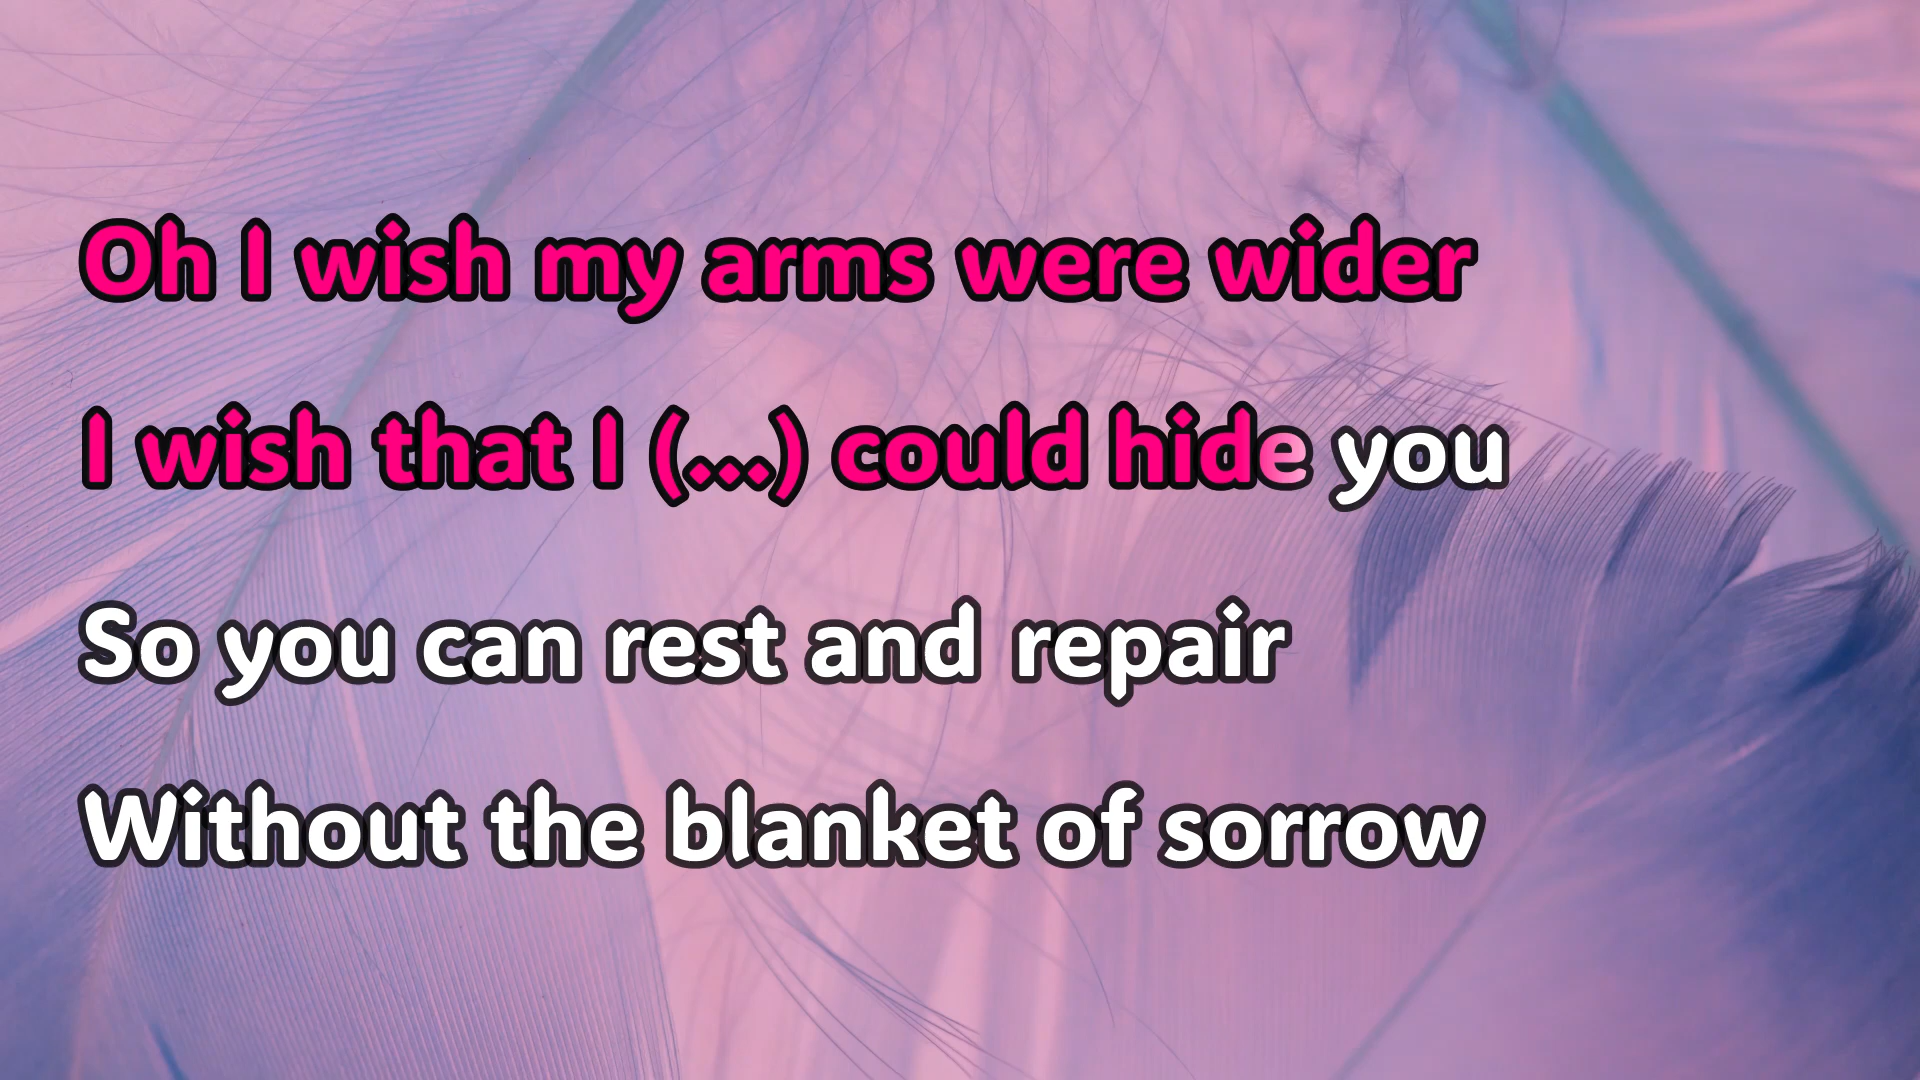 Oh I wish my arms were wider
I wish that I (...) could hide you
So you can rest and repair
Without the blanket of sorrow